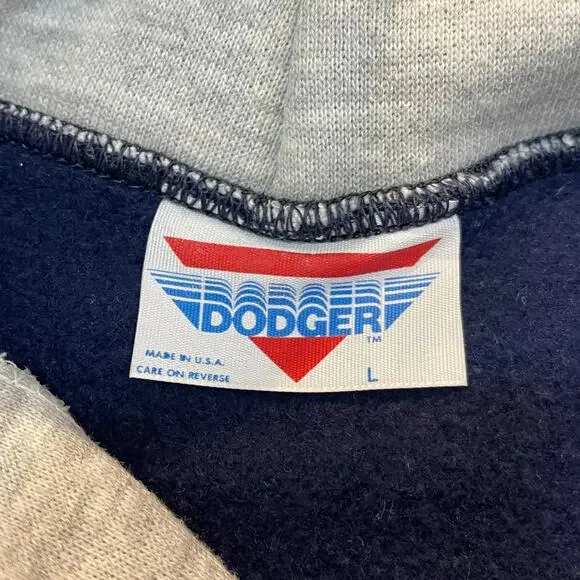 DODGER
TM
MADE IN U.S.A.
CARE ON REVERSE
L